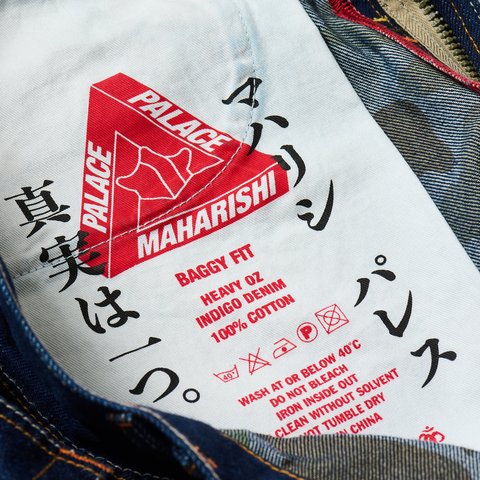 PALACE
PALACE
MAHARISHI
マハリシ
パレス
真実は一つ。
BAGGY FIT
HEAVY OZ
INDIGO DENIM
100% COTTON
40°
P
WASH AT OR BELOW 40°C
DO NOT BLEACH
IRON INSIDE OUT
CLEAN WITHOUT SOLVENT
NOT TUMBLE DRY
IN CHINA
ॐ